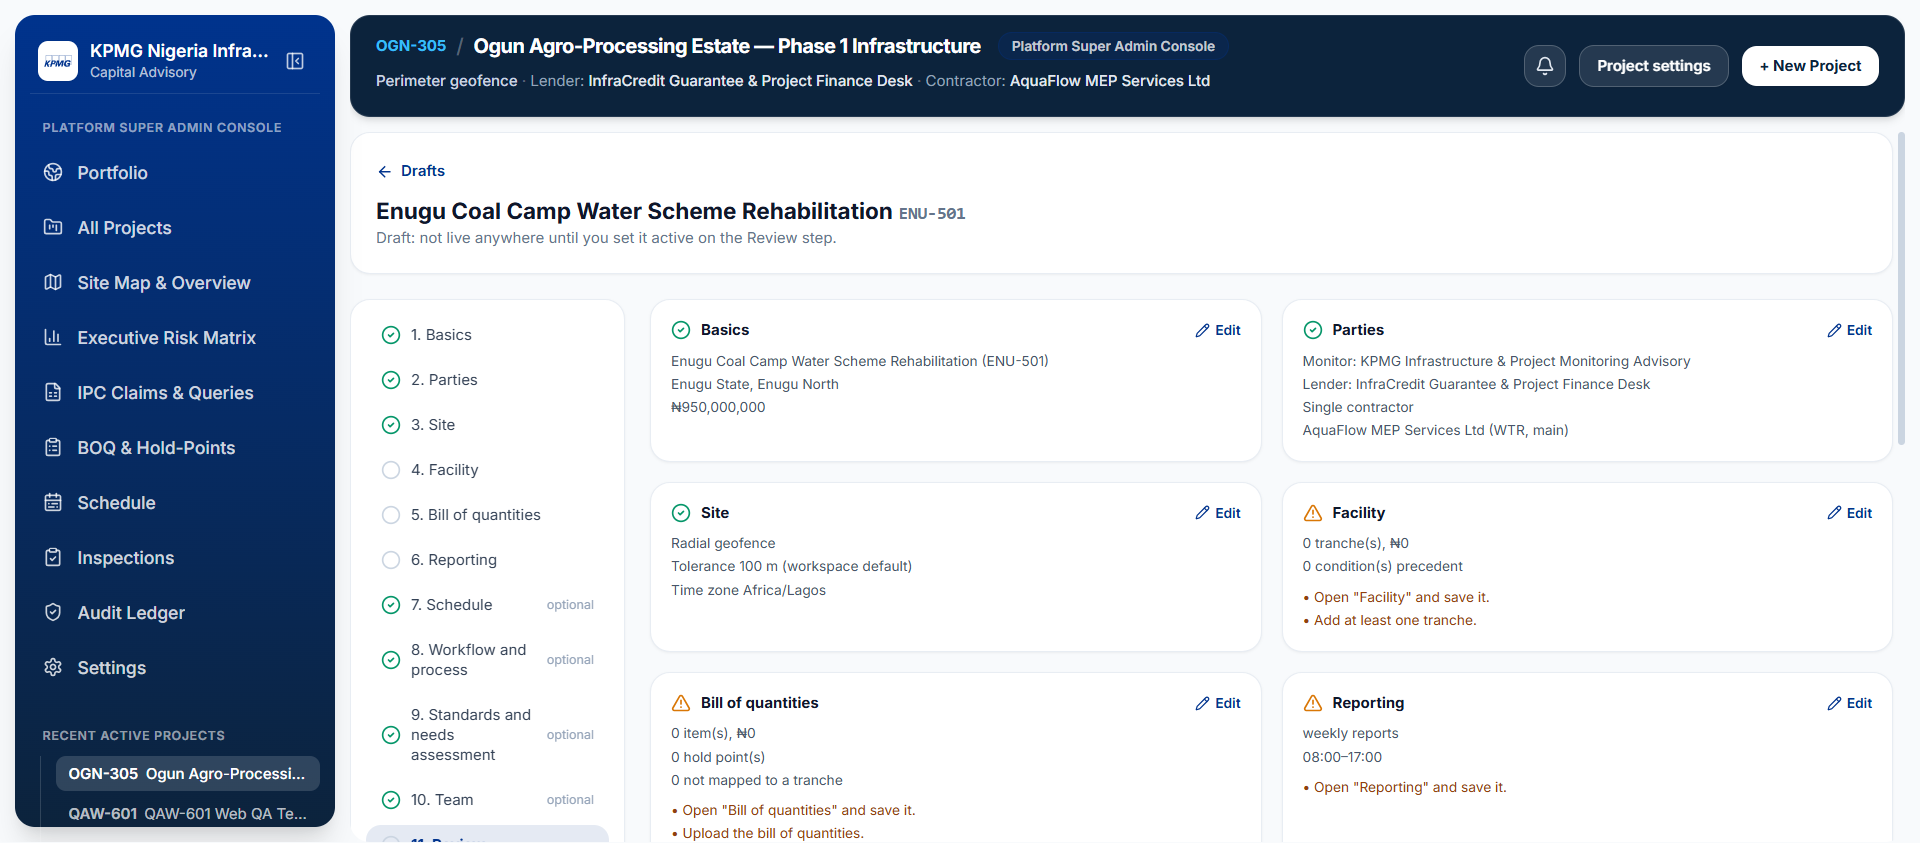 KPMG
KPMG Nigeria Infra...
Capital Advisory
PLATFORM SUPER ADMIN CONSOLE
Portfolio
All Projects
Site Map & Overview
Executive Risk Matrix
IPC Claims & Queries
BOQ & Hold-Points
Schedule
Inspections
Audit Ledger
Settings
RECENT ACTIVE PROJECTS
OGN-305 Ogun Agro-Processi...
QAW-601 QAW-601 Web QA Te...
OGN-305 / Ogun Agro-Processing Estate — Phase 1 Infrastructure Platform Super Admin Console
Perimeter geofence · Lender: InfraCredit Guarantee & Project Finance Desk · Contractor: AquaFlow MEP Services Ltd
Project settings
+ New Project
← Drafts
Enugu Coal Camp Water Scheme Rehabilitation ENU-501
Draft: not live anywhere until you set it active on the Review step.
1. Basics
2. Parties
3. Site
4. Facility
5. Bill of quantities
6. Reporting
7. Schedule optional
8. Workflow and process optional
9. Standards and needs assessment optional
10. Team optional
Basics Edit
Enugu Coal Camp Water Scheme Rehabilitation (ENU-501)
Enugu State, Enugu North
₦950,000,000
Parties Edit
Monitor: KPMG Infrastructure & Project Monitoring Advisory
Lender: InfraCredit Guarantee & Project Finance Desk
Single contractor
AquaFlow MEP Services Ltd (WTR, main)
Site Edit
Radial geofence
Tolerance 100 m (workspace default)
Time zone Africa/Lagos
Facility Edit
0 tranche(s), ₦0
0 condition(s) precedent
• Open "Facility" and save it.
• Add at least one tranche.
Bill of quantities Edit
0 item(s), ₦0
0 hold point(s)
0 not mapped to a tranche
• Open "Bill of quantities" and save it.
• Upload the bill of quantities.
Reporting Edit
weekly reports
08:00–17:00
• Open "Reporting" and save it.